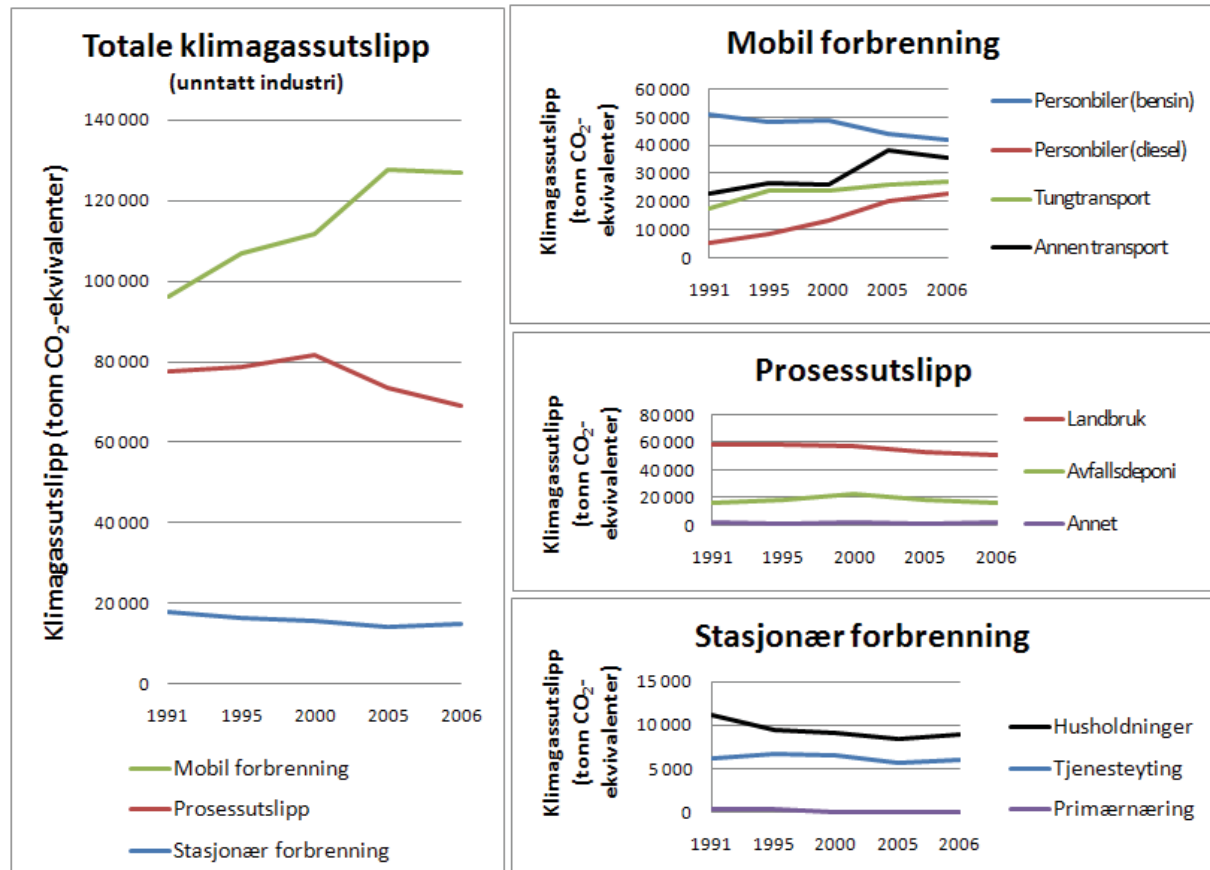 Totale klimagassutslipp
(unntatt industri)
Klimagassutslipp (tonn CO₂-ekvivalenter)
140 000
120 000
100 000
80 000
60 000
40 000
20 000
0
1991 1995 2000 2005 2006
Mobil forbrenning
Prosessutslipp
Stasjonær forbrenning
Mobil forbrenning
Klimagassutslipp
(tonn CO₂-
ekvivalenter)
60 000
50 000
40 000
30 000
20 000
10 000
0
1991 1995 2000 2005 2006
Personbiler (bensin)
Personbiler (diesel)
Tungtransport
Annen transport
Prosessutslipp
Klimagassutlipp
(tonn CO₂-
ekvivalenter)
80 000
60 000
40 000
20 000
0
1991 1995 2000 2005 2006
Landbruk
Avfallsdeponi
Annet
Stasjonær forbrenning
Klimagassutslipp
(tonn CO₂-
ekvivalenter)
15 000
10 000
5 000
0
1991 1995 2000 2005 2006
Husholdninger
Tjenesteyting
Primærnæring